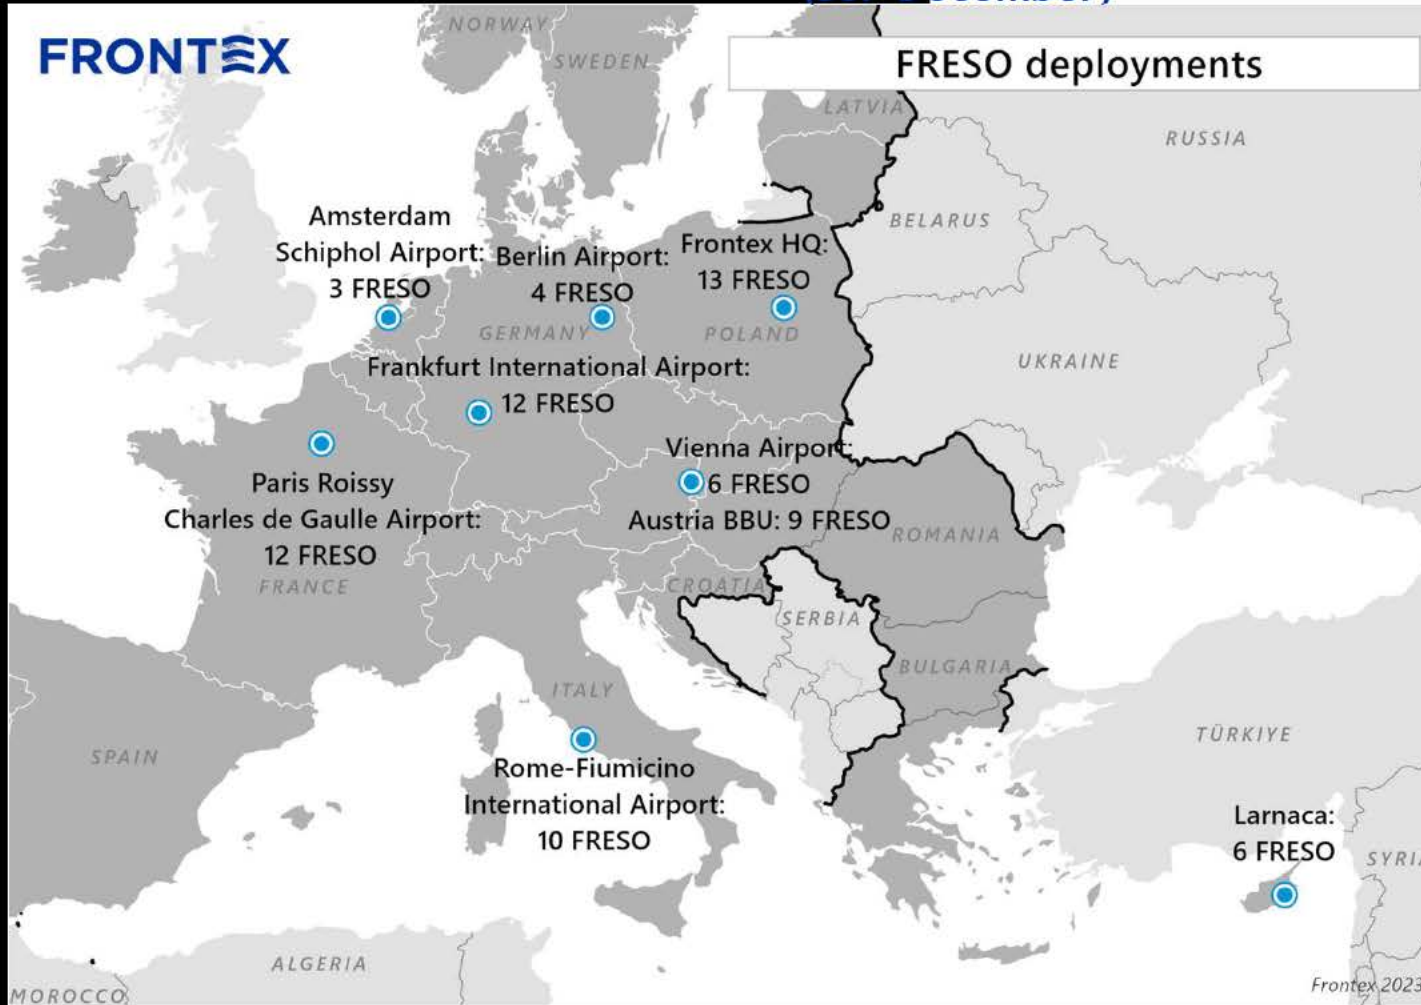 FRONTEX
FRESO deployments
NORWAY
SWEDEN
LATVIA
RUSSIA
BELARUS
Amsterdam
Schiphol Airport:
3 FRESO
Berlin Airport:
4 FRESO
Frontex HQ:
13 FRESO
GERMANY
POLAND
UKRAINE
Frankfurt International Airport:
12 FRESO
Vienna Airport:
6 FRESO
Austria BBU: 9 FRESO
Paris Roissy
Charles de Gaulle Airport:
12 FRESO
FRANCE
ROMANIA
CROATIA
SERBIA
BULGARIA
ITALY
SPAIN
TÜRKIYE
Rome-Fiumicino
International Airport:
10 FRESO
Larnaca:
6 FRESO
SYRI
ALGERIA
MOROCCO
Frontex 2023